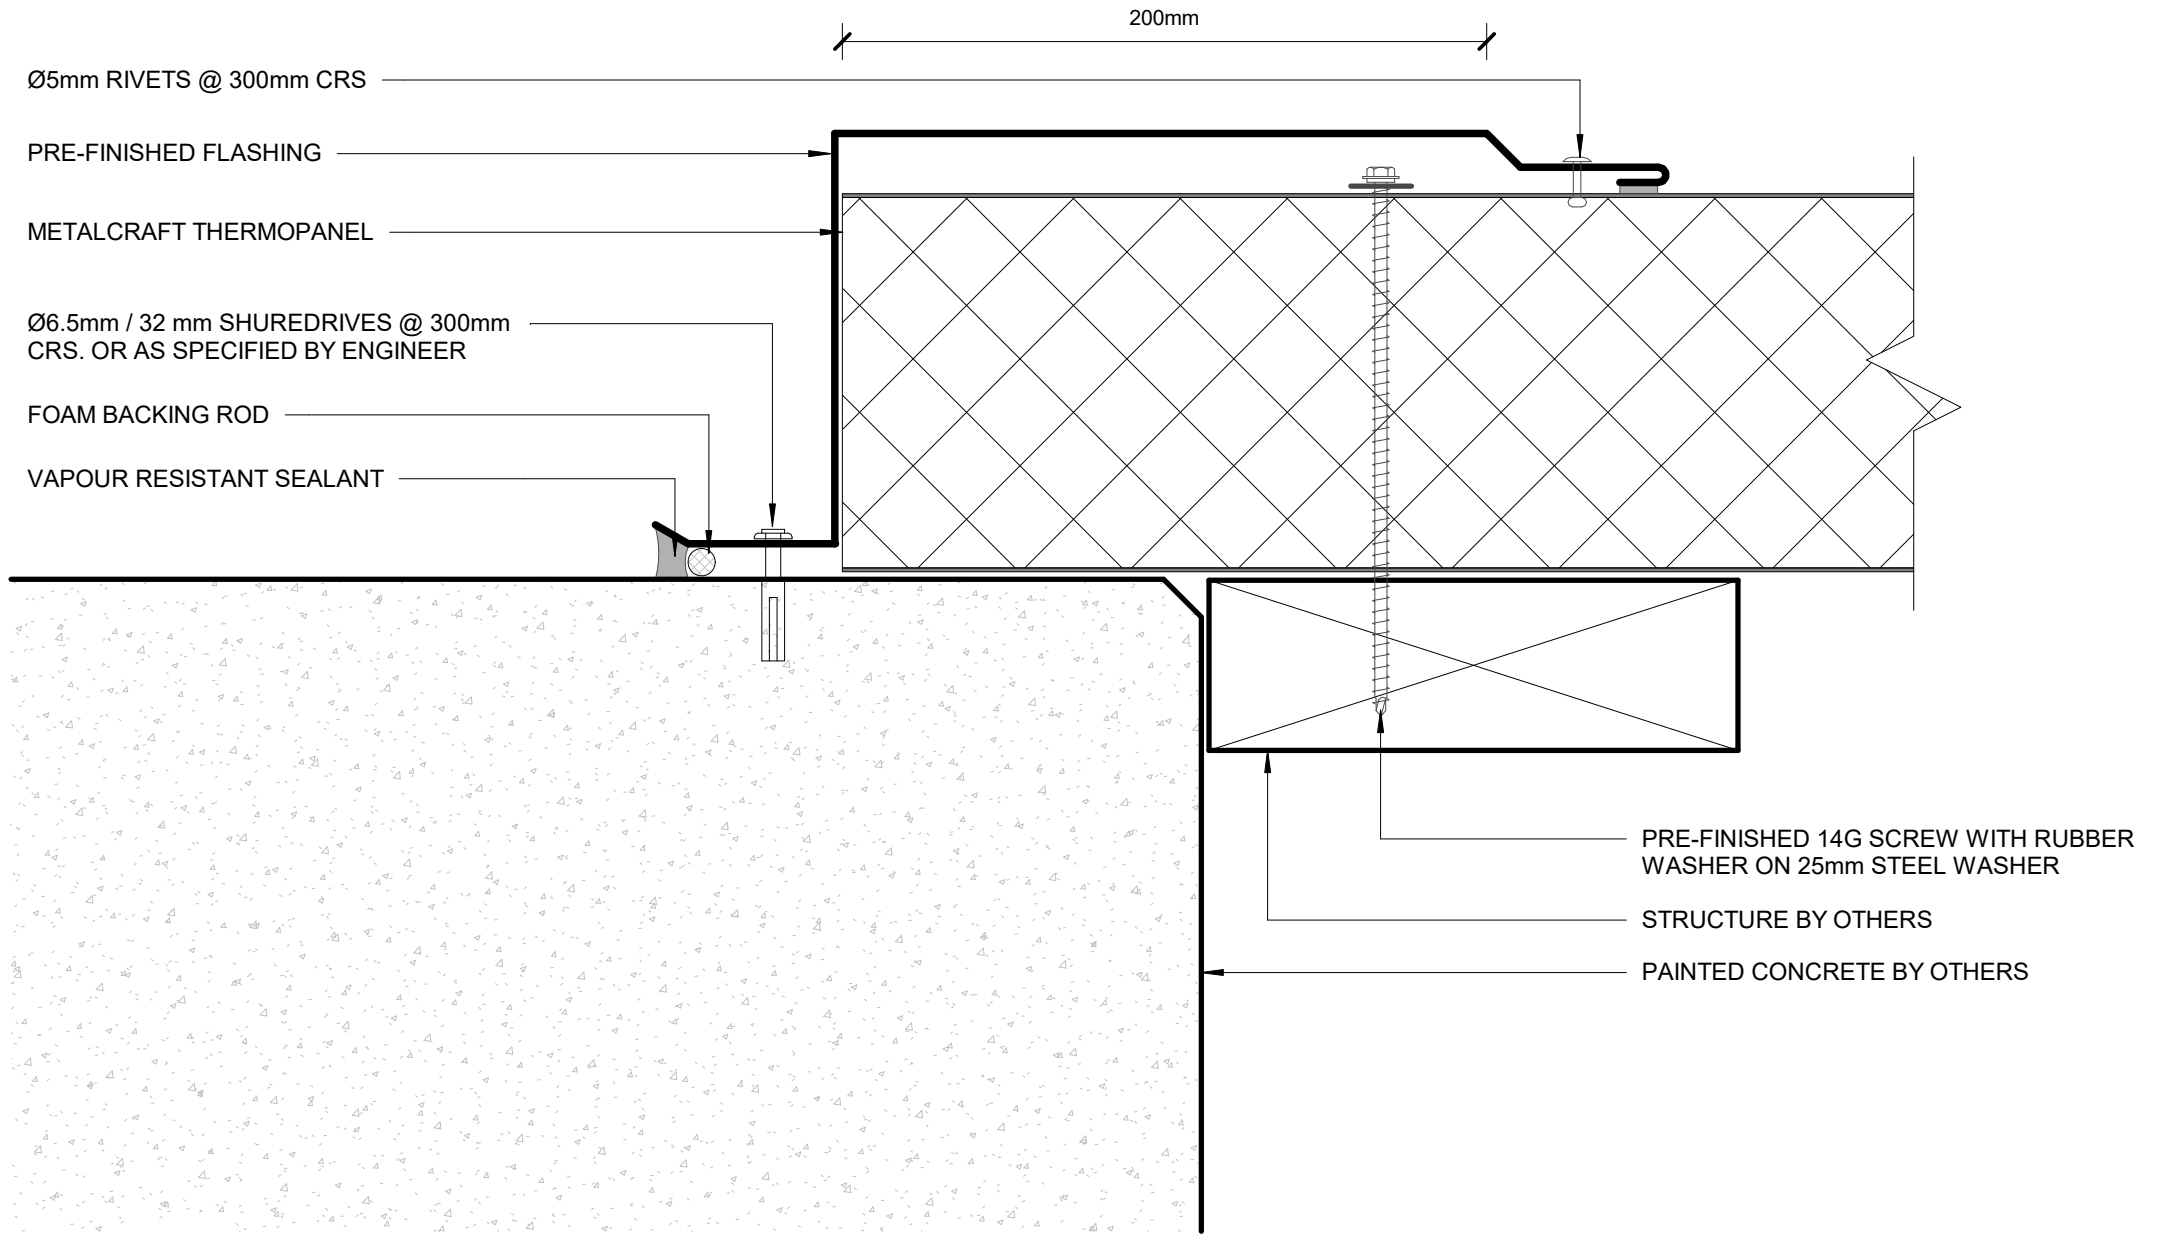 200mm
Ø5mm RIVETS @ 300mm CRS
PRE-FINISHED FLASHING
METALCRAFT THERMOPANEL
Ø6.5mm / 32 mm SHUREDRIVES @ 300mm
CRS. OR AS SPECIFIED BY ENGINEER
FOAM BACKING ROD
VAPOUR RESISTANT SEALANT
PRE-FINISHED 14G SCREW WITH RUBBER
WASHER ON 25mm STEEL WASHER
STRUCTURE BY OTHERS
PAINTED CONCRETE BY OTHERS